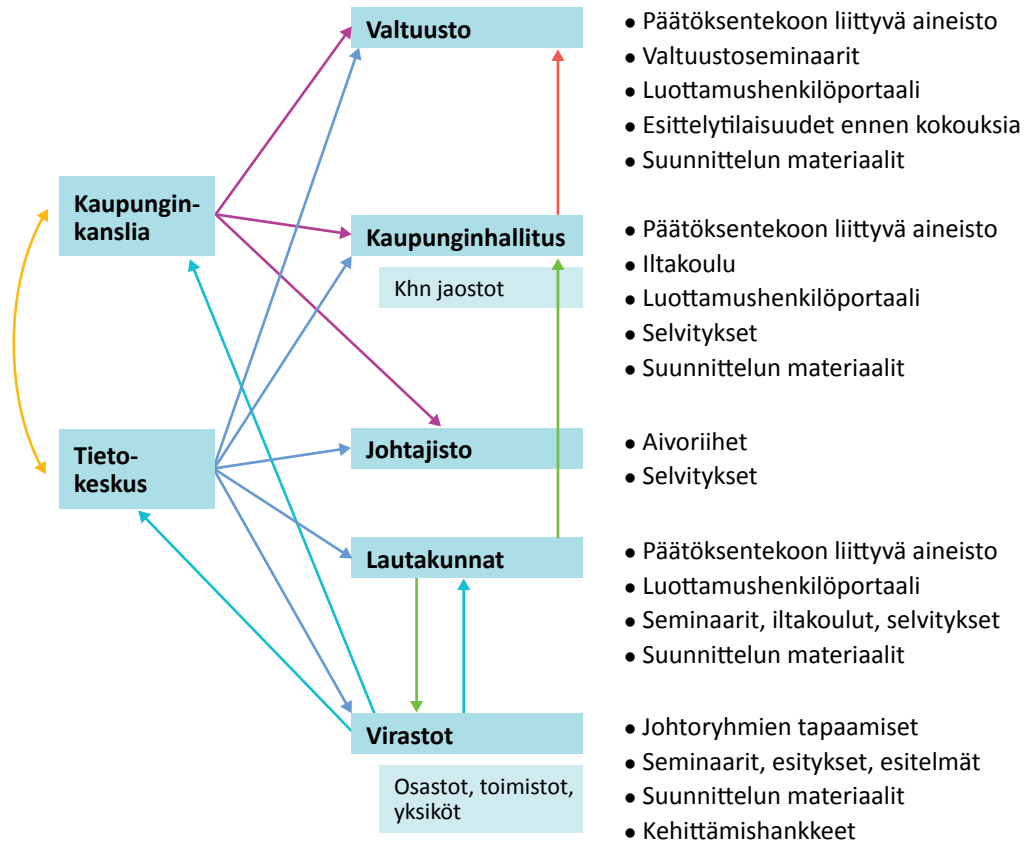 Valtuusto
• Päätöksentekoon liittyvä aineisto
• Valtuustoseminaarit
• Luottamushenkilöportaali
• Esittelytilaisuudet ennen kokouksia
• Suunnittelun materiaalit
Kaupungin-
kanslia
Kaupunginhallitus
Khn jaostot
• Päätöksentekoon liittyvä aineisto
• Iltakoulu
• Luottamushenkilöportaali
• Selvitykset
• Suunnittelun materiaalit
Tieto-
keskus
Johtajisto
• Aivoriihet
• Selvitykset
Lautakunnat
• Päätöksentekoon liittyvä aineisto
• Luottamushenkilöportaali
• Seminaarit, iltakoulut, selvitykset
• Suunnittelun materiaalit
Virastot
Osastot, toimistot,
yksiköt
• Johtoryhmien tapaamiset
• Seminaarit, esitykset, esitelmät
• Suunnittelun materiaalit
• Kehittämishankkeet